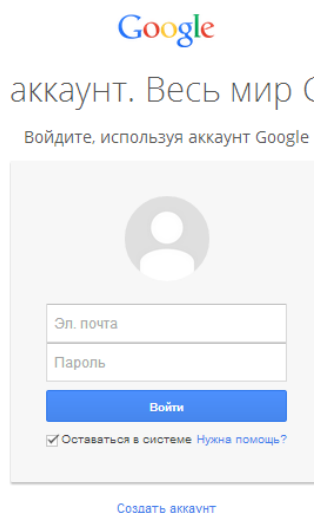 Google
аккаунт. Весь мир
Войдите, используя аккаунт Google
Эл. почта
Пароль
Войти
Оставаться в системе Нужна помощь?
Создать аккаунт